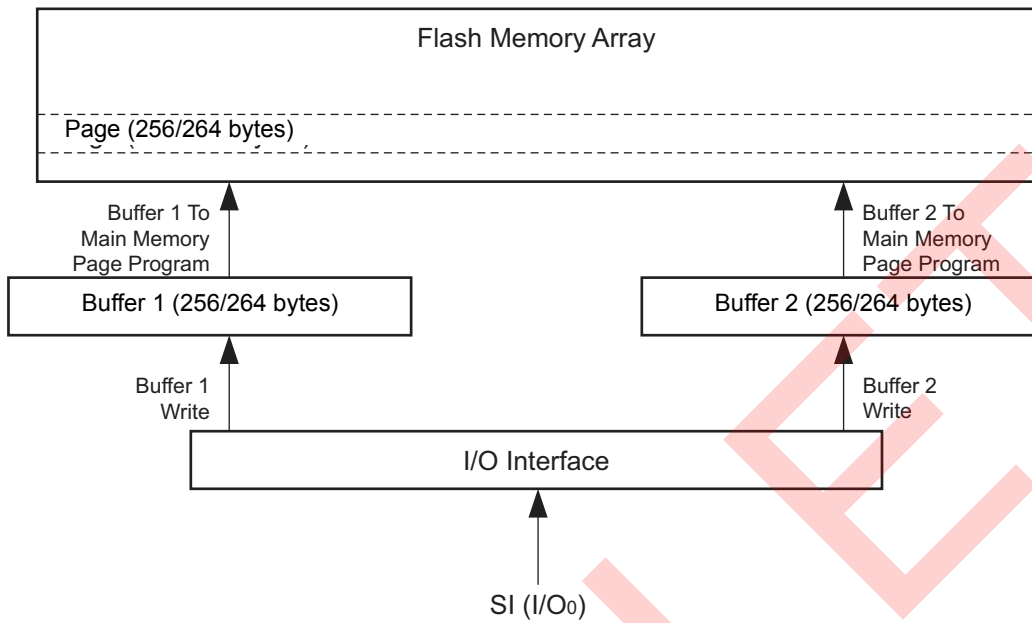 Flash Memory Array
Page (256/264 bytes)
Buffer 1 To
Main Memory
Page Program
Buffer 2 To
Main Memory
Page Program
Buffer 1 (256/264 bytes)
Buffer 2 (256/264 bytes)
Buffer 1
Write
Buffer 2
Write
I/O Interface
SI (I/O0)